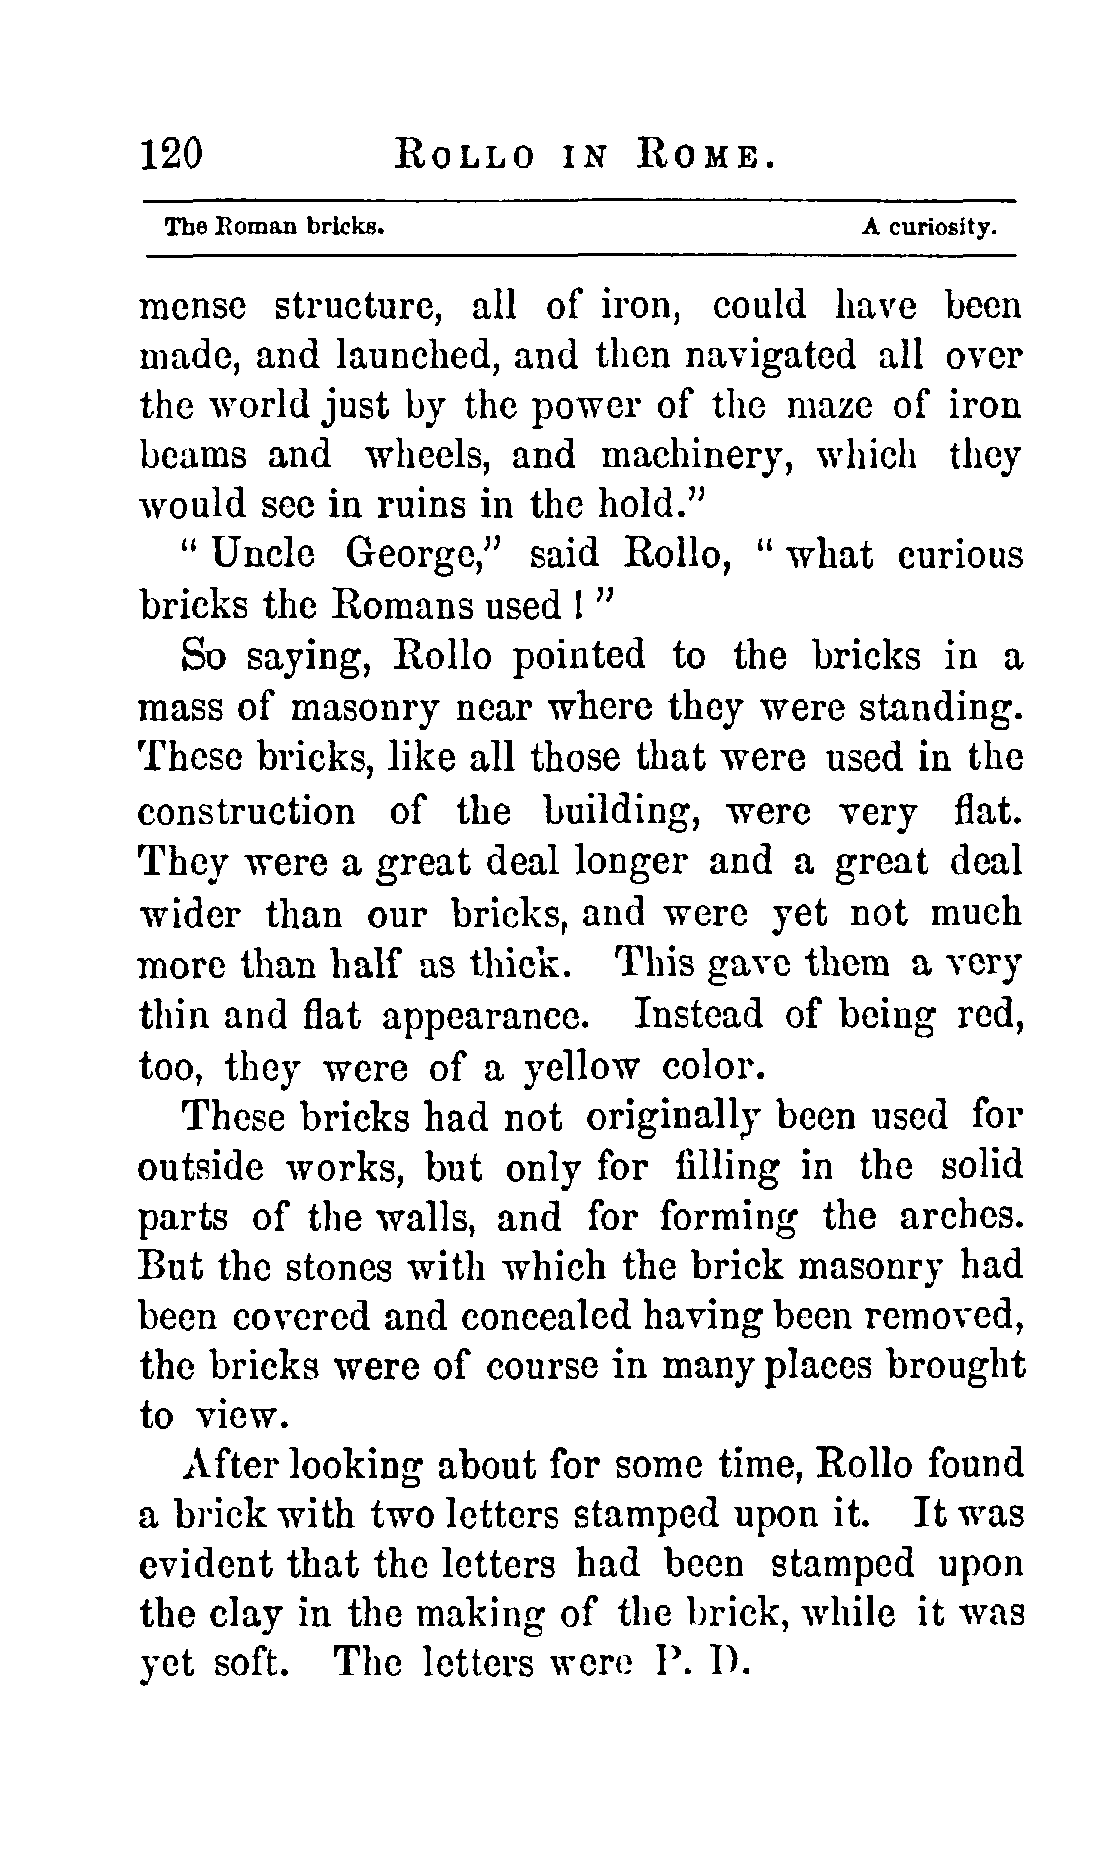 120 ROLLO IN ROME.
The Roman bricks. A curiosity.
mense structure, all of iron, could have been
made, and launched, and then navigated all over
the world just by the power of the maze of iron
beams and wheels, and machinery, which they
would see in ruins in the hold.”
“ Uncle George,” said Rollo, “ what curious
bricks the Romans used ! ”
So saying, Rollo pointed to the bricks in a
mass of masonry near where they were standing.
These bricks, like all those that were used in the
construction of the building, were very flat.
They were a great deal longer and a great deal
wider than our bricks, and were yet not much
more than half as thick. This gave them a very
thin and flat appearance. Instead of being red,
too, they were of a yellow color.
These bricks had not originally been used for
outside works, but only for filling in the solid
parts of the walls, and for forming the arches.
But the stones with which the brick masonry had
been covered and concealed having been removed,
the bricks were of course in many places brought
to view.
After looking about for some time, Rollo found
a brick with two letters stamped upon it. It was
evident that the letters had been stamped upon
the clay in the making of the brick, while it was
yet soft. The letters were P. D.